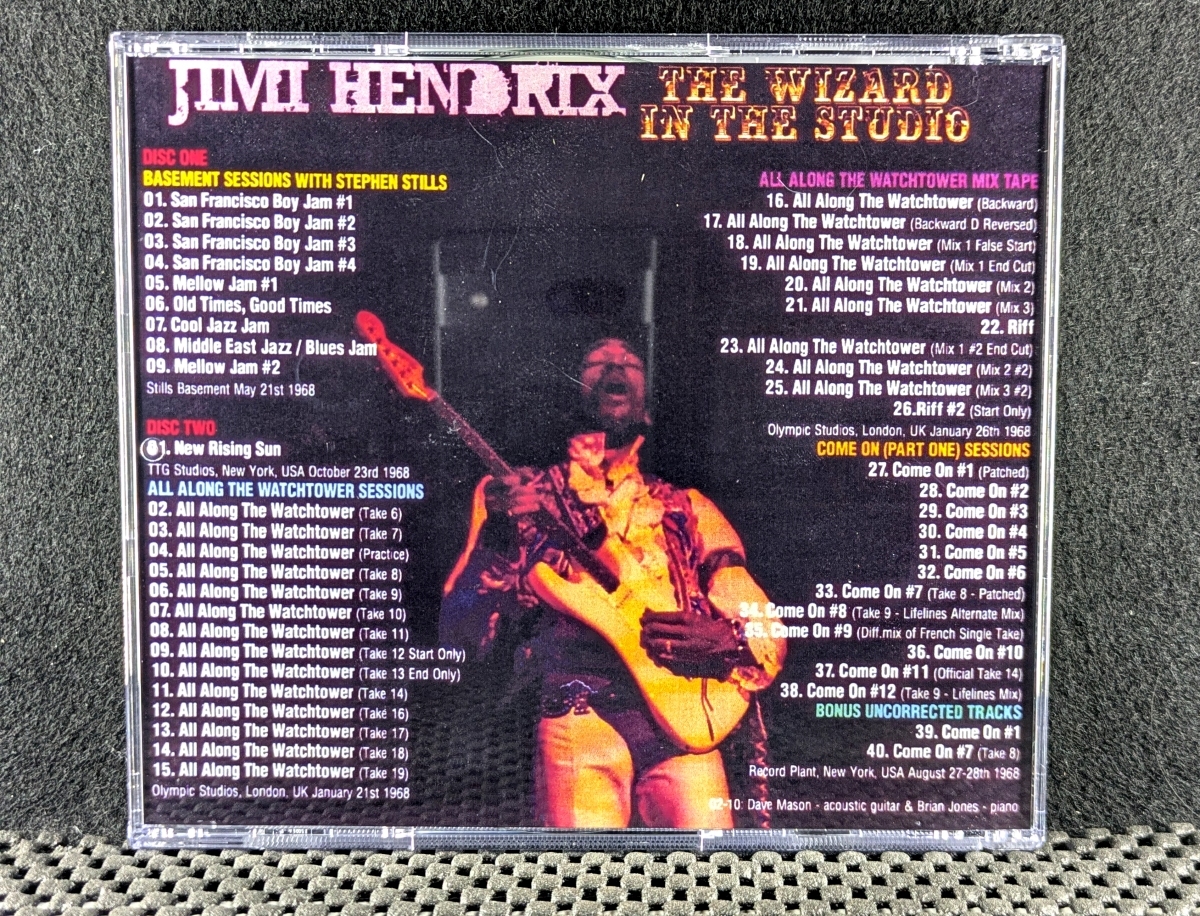 JIMI HENDRIX
THE WIZARD
IN THE STUDIO
DISC ONE
BASEMENT SESSIONS WITH STEPHEN STILLS
01. San Francisco Boy Jam #1
02. San Francisco Boy Jam #2
03. San Francisco Boy Jam #3
04. San Francisco Boy Jam #4
05. Mellow Jam #1
06. Old Times, Good Times
07. Cool Jazz Jam
08. Middle East Jazz / Blues Jam
09. Mellow Jam #2
Stills Basement May 21st 1968
DISC TWO
01. New Rising Sun
TTG Studios, New York, USA October 23rd 1968
ALL ALONG THE WATCHTOWER SESSIONS
02. All Along The Watchtower (Take 6)
03. All Along The Watchtower (Take 7)
04. All Along The Watchtower (Practice)
05. All Along The Watchtower (Take 8)
06. All Along The Watchtower (Take 9)
07. All Along The Watchtower (Take 10)
08. All Along The Watchtower (Take 11)
09. All Along The Watchtower (Take 12 Start Only)
10. All Along The Watchtower (Take 13 End Only)
11. All Along The Watchtower (Take 14)
12. All Along The Watchtower (Take 16)
13. All Along The Watchtower (Take 17)
14. All Along The Watchtower (Take 18)
15. All Along The Watchtower (Take 19)
Olympic Studios, London, UK January 21st 1968
ALL ALONG THE WATCHTOWER MIX TAPE
16. All Along The Watchtower (Backward)
17. All Along The Watchtower (Backward D Reversed)
18. All Along The Watchtower (Mix 1 False Start)
19. All Along The Watchtower (Mix 1 End Cut)
20. All Along The Watchtower (Mix 2)
21. All Along The Watchtower (Mix 3)
22. Riff
23. All Along The Watchtower (Mix 1 #2 End Cut)
24. All Along The Watchtower (Mix 2 #2)
25. All Along The Watchtower (Mix 3 #2)
26.Riff #2 (Start Only)
Olympic Studios, London, UK January 26th 1968
COME ON (PART ONE) SESSIONS
27. Come On #1 (Patched)
28. Come On #2
29. Come On #3
30. Come On #4
31. Come On #5
32. Come On #6
33. Come On #7 (Take 8 - Patched)
34. Come On #8 (Take 9 - Lifelines Alternate Mix)
35. Come On #9 (Diff.mix of French Single Take)
36. Come On #10
37. Come On #11 (Official Take 14)
38. Come On #12 (Take 9 - Lifelines Mix)
BONUS UNCORRECTED TRACKS
39. Come On #1
40. Come On #7 (Take 8)
Record Plant, New York, USA August 27-28th 1968
02-10: Dave Mason - acoustic guitar & Brian Jones - piano